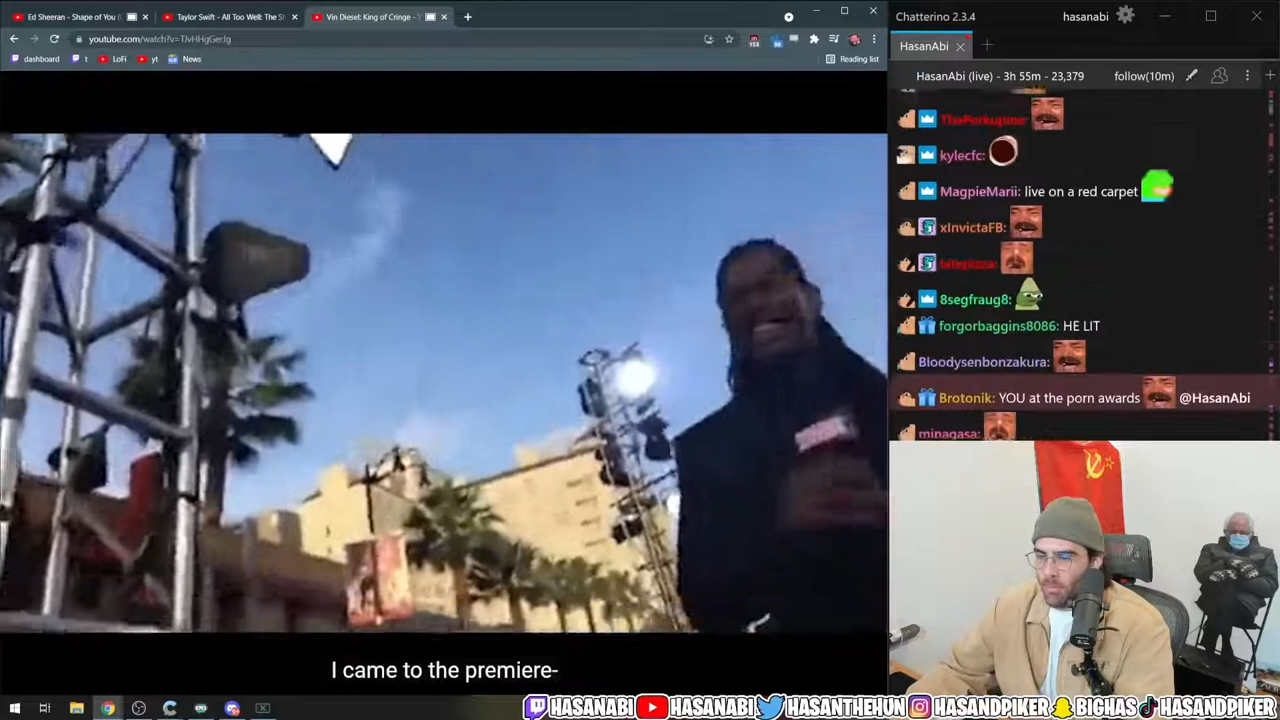 Ed Sheeran - Shape of You (
Taylor Swift - All Too Well: The S
Vin Diesel: King of Cringe -
youtube.com/watch?v=TJvHHgGerJg
153
dashboard
t
LoFi
yt
News
Reading list
I came to the premiere-
Chatterino 2.3.4
hasanabi
HasanAbi
HasanAbi (live) - 3h 55m - 23,379
follow(10m)
ThePorkupine:
kylecfc:
MagpieMarii: live on a red carpet
xInvictaFB:
8segfraug8:
forgorbaggins8086: HE LIT
Bloodysenbonzakura:
Brotonik: YOU at the porn awards @HasanAbi
minagasa:
HASANABI HASANABI HASANTHEHUN HASANDPIKER BIGHAS HASANDPIKER